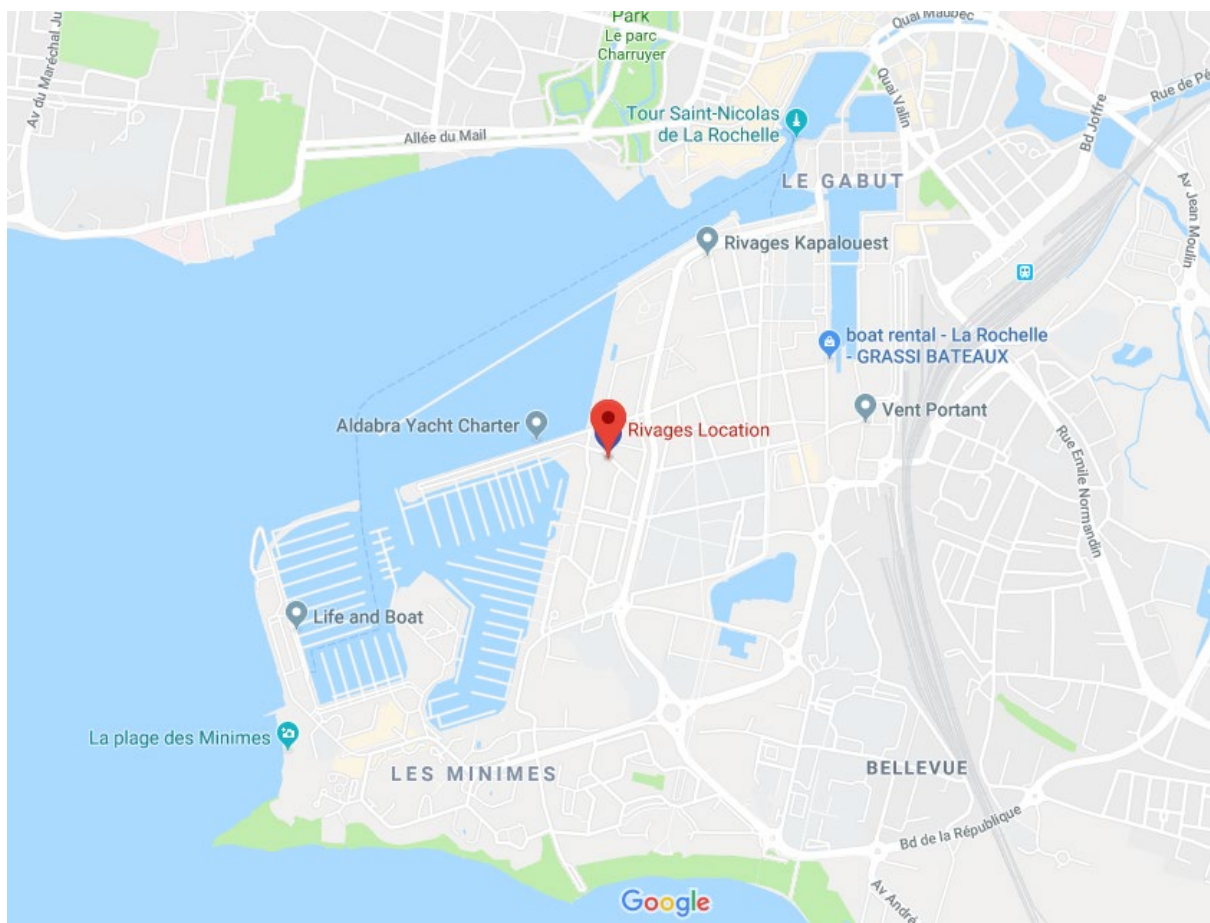 Park
Le parc
Charruyer
Quai Maubec
Av du Maréchal Ju
Allée du Mail
Tour Saint-Nicolas
de La Rochelle
Quai Valin
Bd Joffre
Rue de Pé
LE GABUT
Av Jean Moulin
Rivages Kapalouest
boat rental - La Rochelle
- GRASSI BATEAUX
Aldabra Yacht Charter
Rivages Location
Vent Portant
Rue Emile Normandin
Life and Boat
La plage des Minimes
LES MINIMES
BELLEVUE
Bd de la République
Av André
Google